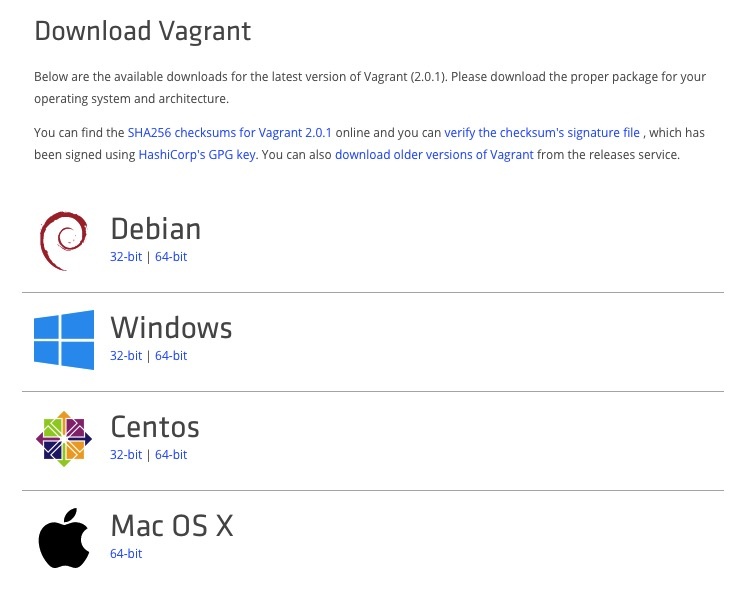 Download Vagrant
Below are the available downloads for the latest version of Vagrant (2.0.1). Please download the proper package for your
operating system and architecture.
You can find the SHA256 checksums for Vagrant 2.0.1 online and you can verify the checksum's signature file , which has
been signed using HashiCorp's GPG key. You can also download older versions of Vagrant from the releases service.
Debian
32-bit | 64-bit
Windows
32-bit | 64-bit
Centos
32-bit | 64-bit
Mac OS X
64-bit